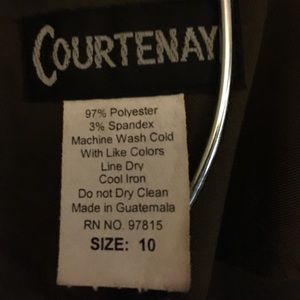 COURTENAY
97% Polyester
3% Spandex
Machine Wash Cold
With Like Colors
Line Dry
Cool Iron
Do not Dry Clean
Made in Guatemala
RN NO. 97815
SIZE: 10